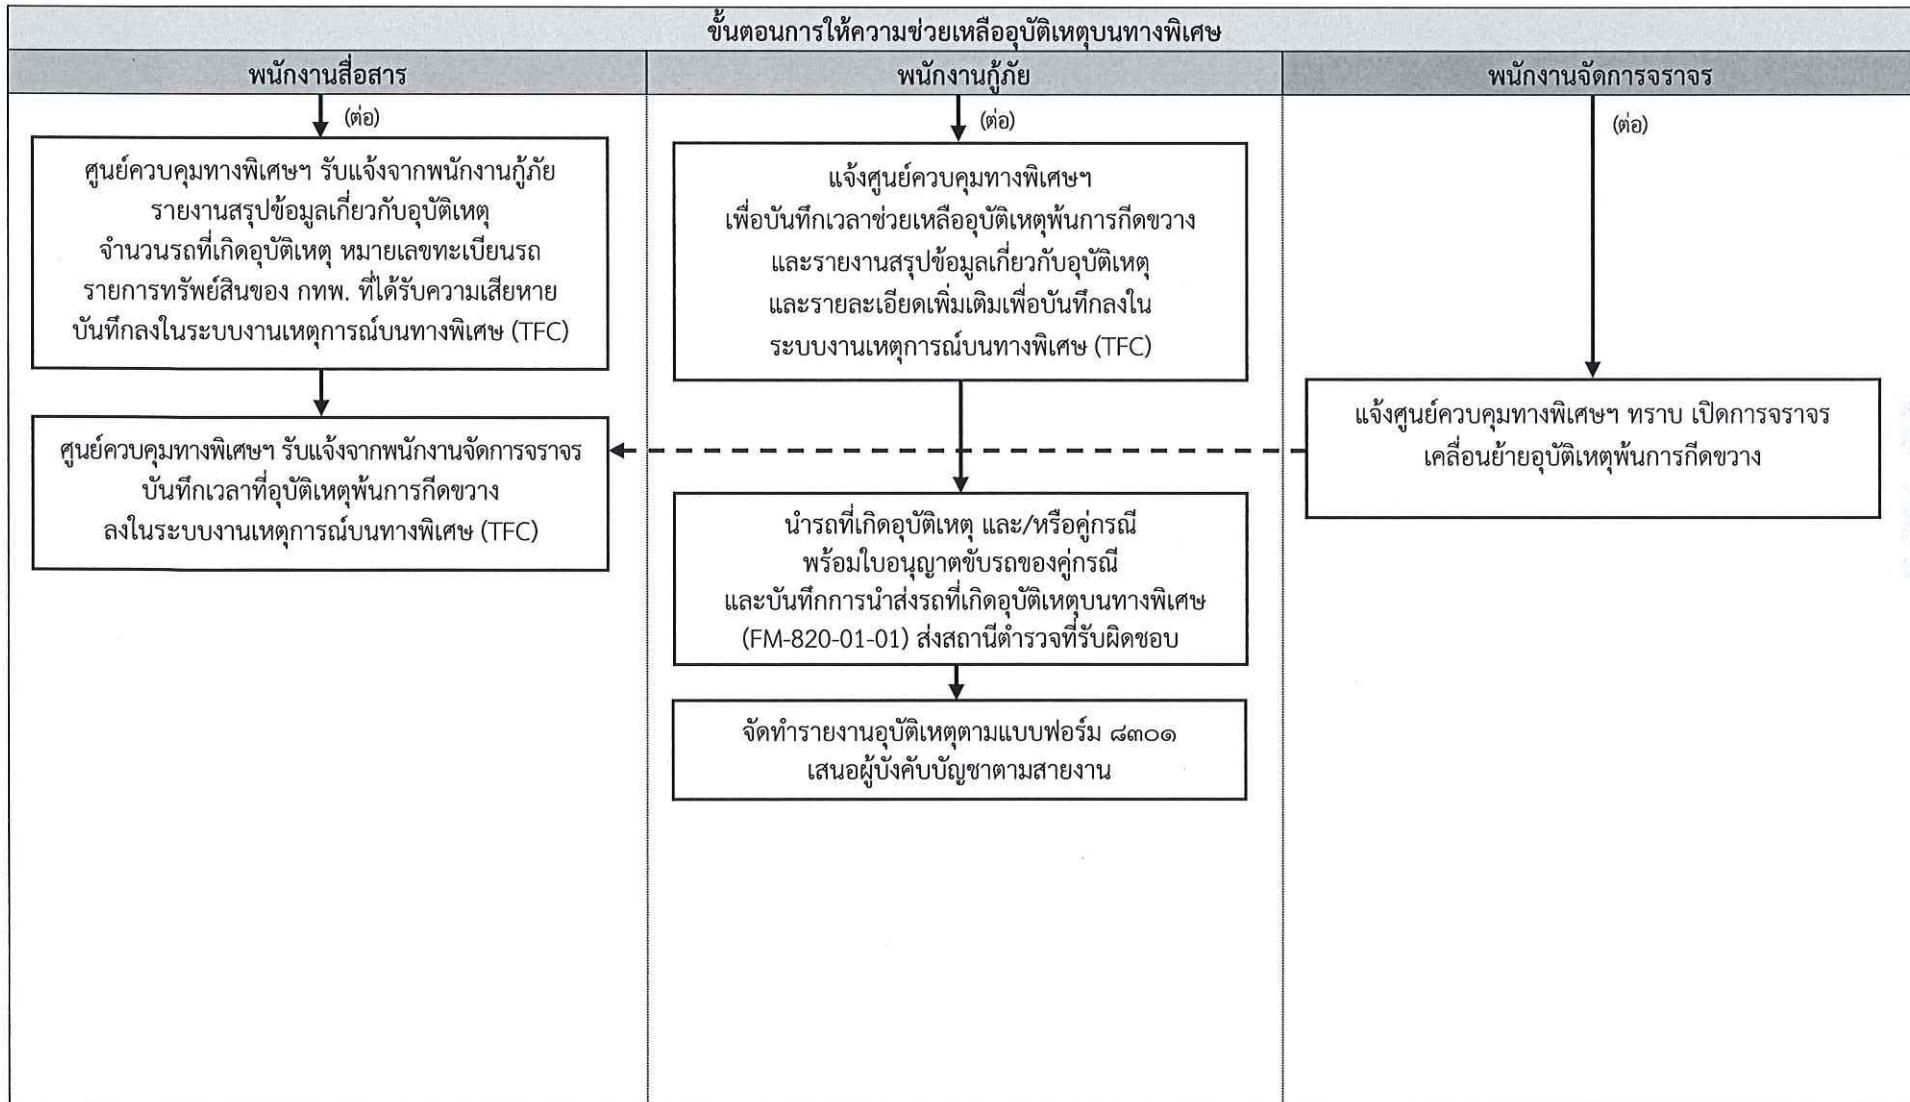 ขั้นตอนการให้ความช่วยเหลืออุบัติเหตุบนทางพิเศษ
พนักงานสื่อสาร
(ต่อ)
ศูนย์ควบคุมทางพิเศษฯ รับแจ้งจากพนักงานกู้ภัย
รายงานสรุปข้อมูลเกี่ยวกับอุบัติเหตุ
จำนวนรถที่เกิดอุบัติเหตุ หมายเลขทะเบียนรถ
รายการทรัพย์สินของ กทพ. ที่ได้รับความเสียหาย
บันทึกลงในระบบงานเหตุการณ์บนทางพิเศษ (TFC)
ศูนย์ควบคุมทางพิเศษฯ รับแจ้งจากพนักงานจัดการจราจร
บันทึกเวลาที่อุบัติเหตุพ้นการกีดขวาง
ลงในระบบงานเหตุการณ์บนทางพิเศษ (TFC)
พนักงานกู้ภัย
(ต่อ)
แจ้งศูนย์ควบคุมทางพิเศษฯ
เพื่อบันทึกเวลาช่วยเหลืออุบัติเหตุพ้นการกีดขวาง
และรายงานสรุปข้อมูลเกี่ยวกับอุบัติเหตุ
และรายละเอียดเพิ่มเติมเพื่อบันทึกลงใน
ระบบงานเหตุการณ์บนทางพิเศษ (TFC)
นำรถที่เกิดอุบัติเหตุ และ/หรือคู่กรณี
พร้อมใบอนุญาตขับรถของคู่กรณี
และบันทึกการนำส่งรถที่เกิดอุบัติเหตุบนทางพิเศษ
(FM-820-01-01) ส่งสถานีตำรวจที่รับผิดชอบ
จัดทำรายงานอุบัติเหตุตามแบบฟอร์ม ๘๓๐๑
เสนอผู้บังคับบัญชาตามสายงาน
พนักงานจัดการจราจร
(ต่อ)
แจ้งศูนย์ควบคุมทางพิเศษฯ ทราบ เปิดการจราจร
เคลื่อนย้ายอุบัติเหตุพ้นการกีดขวาง